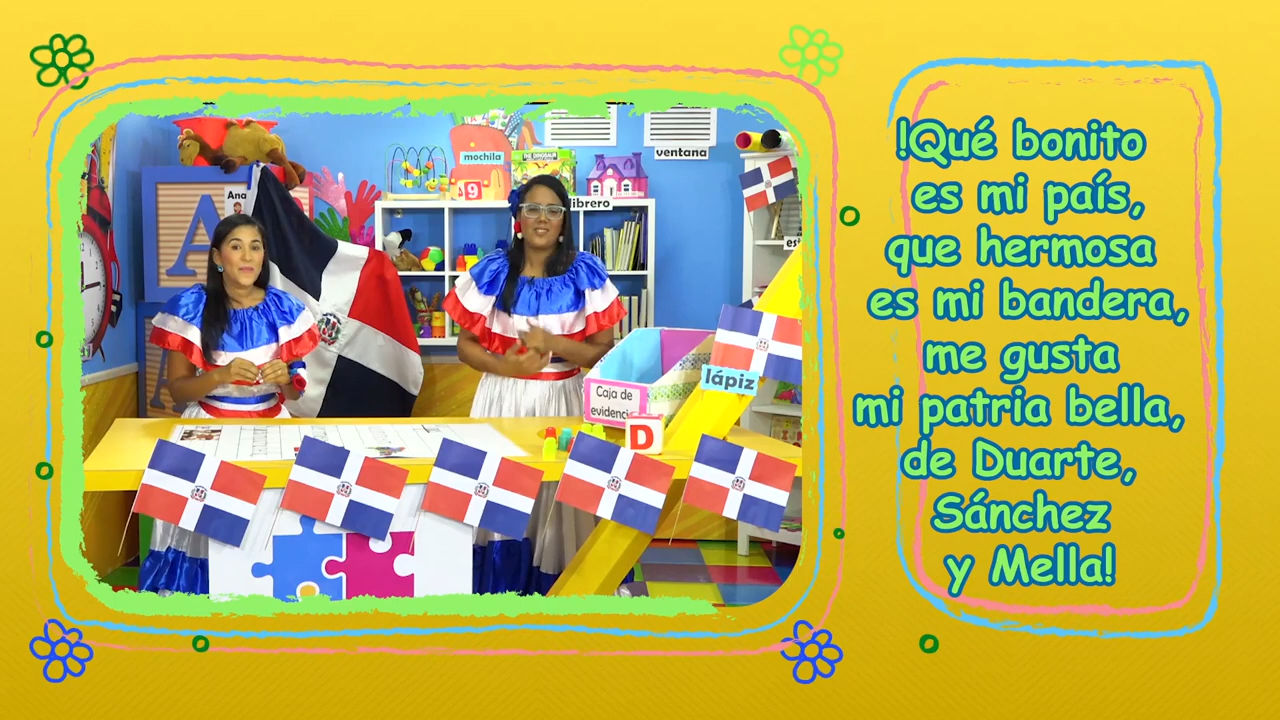 mochila
ventana
9
Ana
librero
A
lápiz
Caja de
D
!Qué bonito
es mi país,
que hermosa
es mi bandera,
me gusta
mi patria bella,
de Duarte,
Sánchez
y Mella!